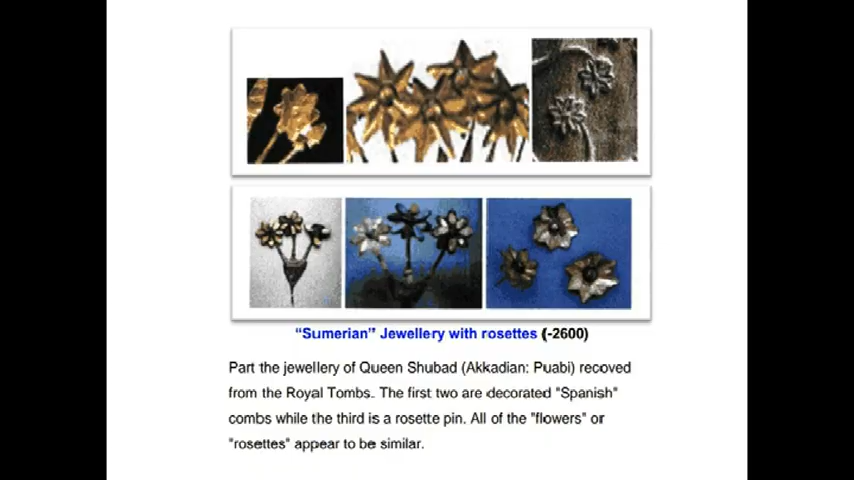 “Sumerian” Jewellery with rosettes (-2600)
Part the jewellery of Queen Shubad (Akkadian: Puabi) recoved
from the Royal Tombs. The first two are decorated "Spanish"
combs while the third is a rosette pin. All of the "flowers" or
"rosettes" appear to be similar.